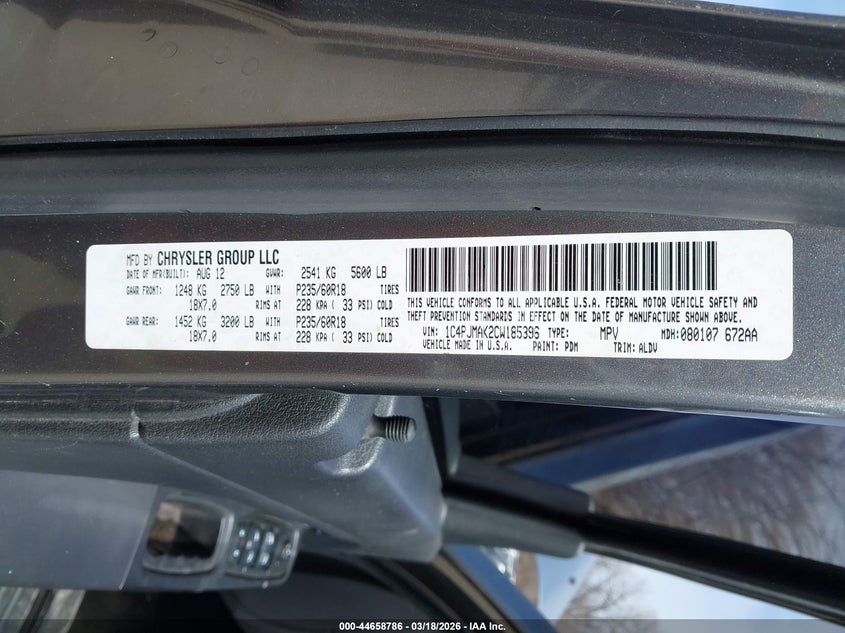 MFD BY CHRYSLER GROUP LLC
DATE OF MFR(BUILT): AUG 12 GVWR: 2541 KG 5600 LB
GAWR FRONT: 1248 KG 2750 LB WITH P235/60R18 TIRES
18X7.0 RIMS AT 228 KPA ( 33 PSI) COLD
GAWR REAR: 1452 KG 3200 LB WITH P235/60R18 TIRES
18X7.0 RIMS AT 228 KPA ( 33 PSI) COLD
THIS VEHICLE CONFORMS TO ALL APPLICABLE U.S.A. FEDERAL MOTOR VEHICLE SAFETY AND
THEFT PREVENTION STANDARDS IN EFFECT ON THE DATE OF MANUFACTURE SHOWN ABOVE.
VIN: 1C4PJMAK2CW185396 TYPE: MPV MDH: 080107 672AA
VEHICLE MADE IN U.S.A. PAINT: PDM TRIM: ALDV
000-44658786 - 03/18/2026 - IAA Inc.